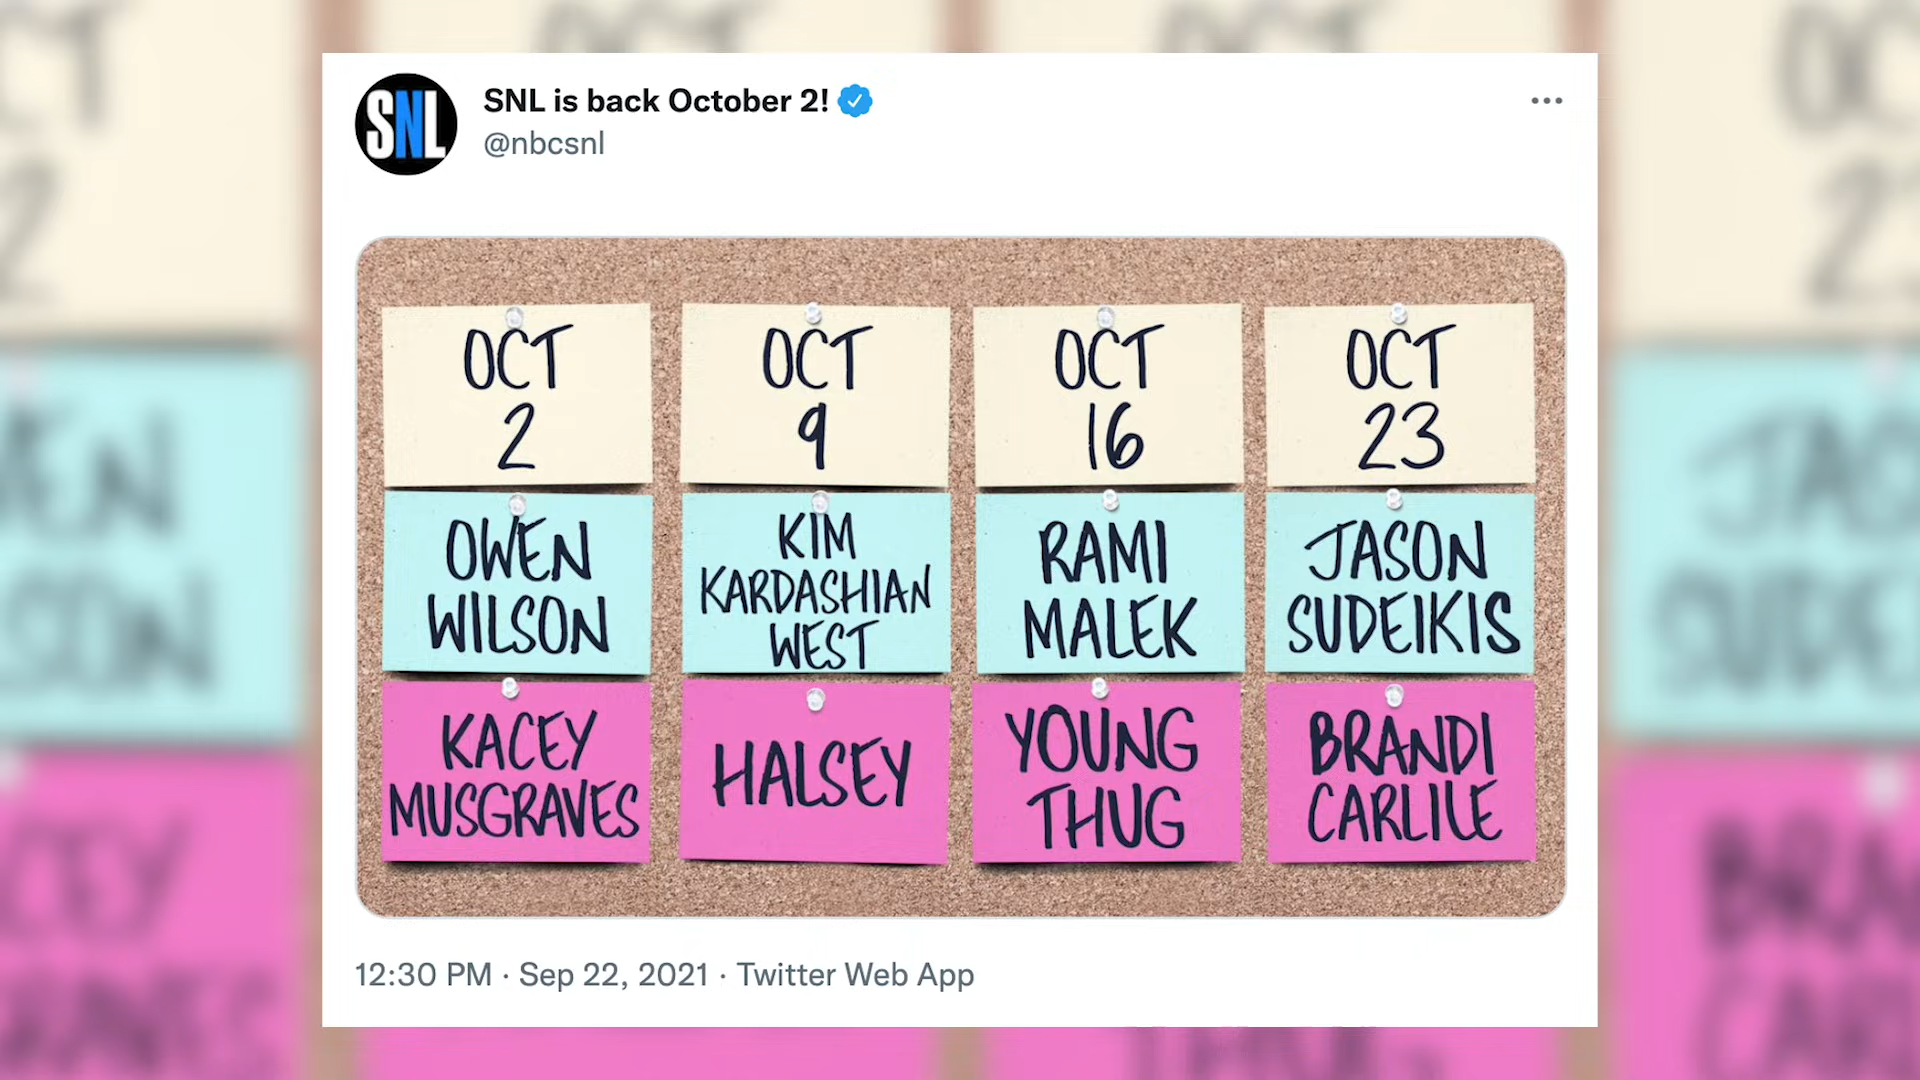 SNL
SNL is back October 2!
@nbcsnl
OCT
2
OCT
9
OCT
16
OCT
23
OWEN
WILSON
KIM
KARDASHIAN
WEST
RAMI
MALEK
JASON
SUDEIKIS
KACEY
MUSGRAVES
HALSEY
YOUNG
THUG
BRANDI
CARLILE
12:30 PM · Sep 22, 2021 · Twitter Web App